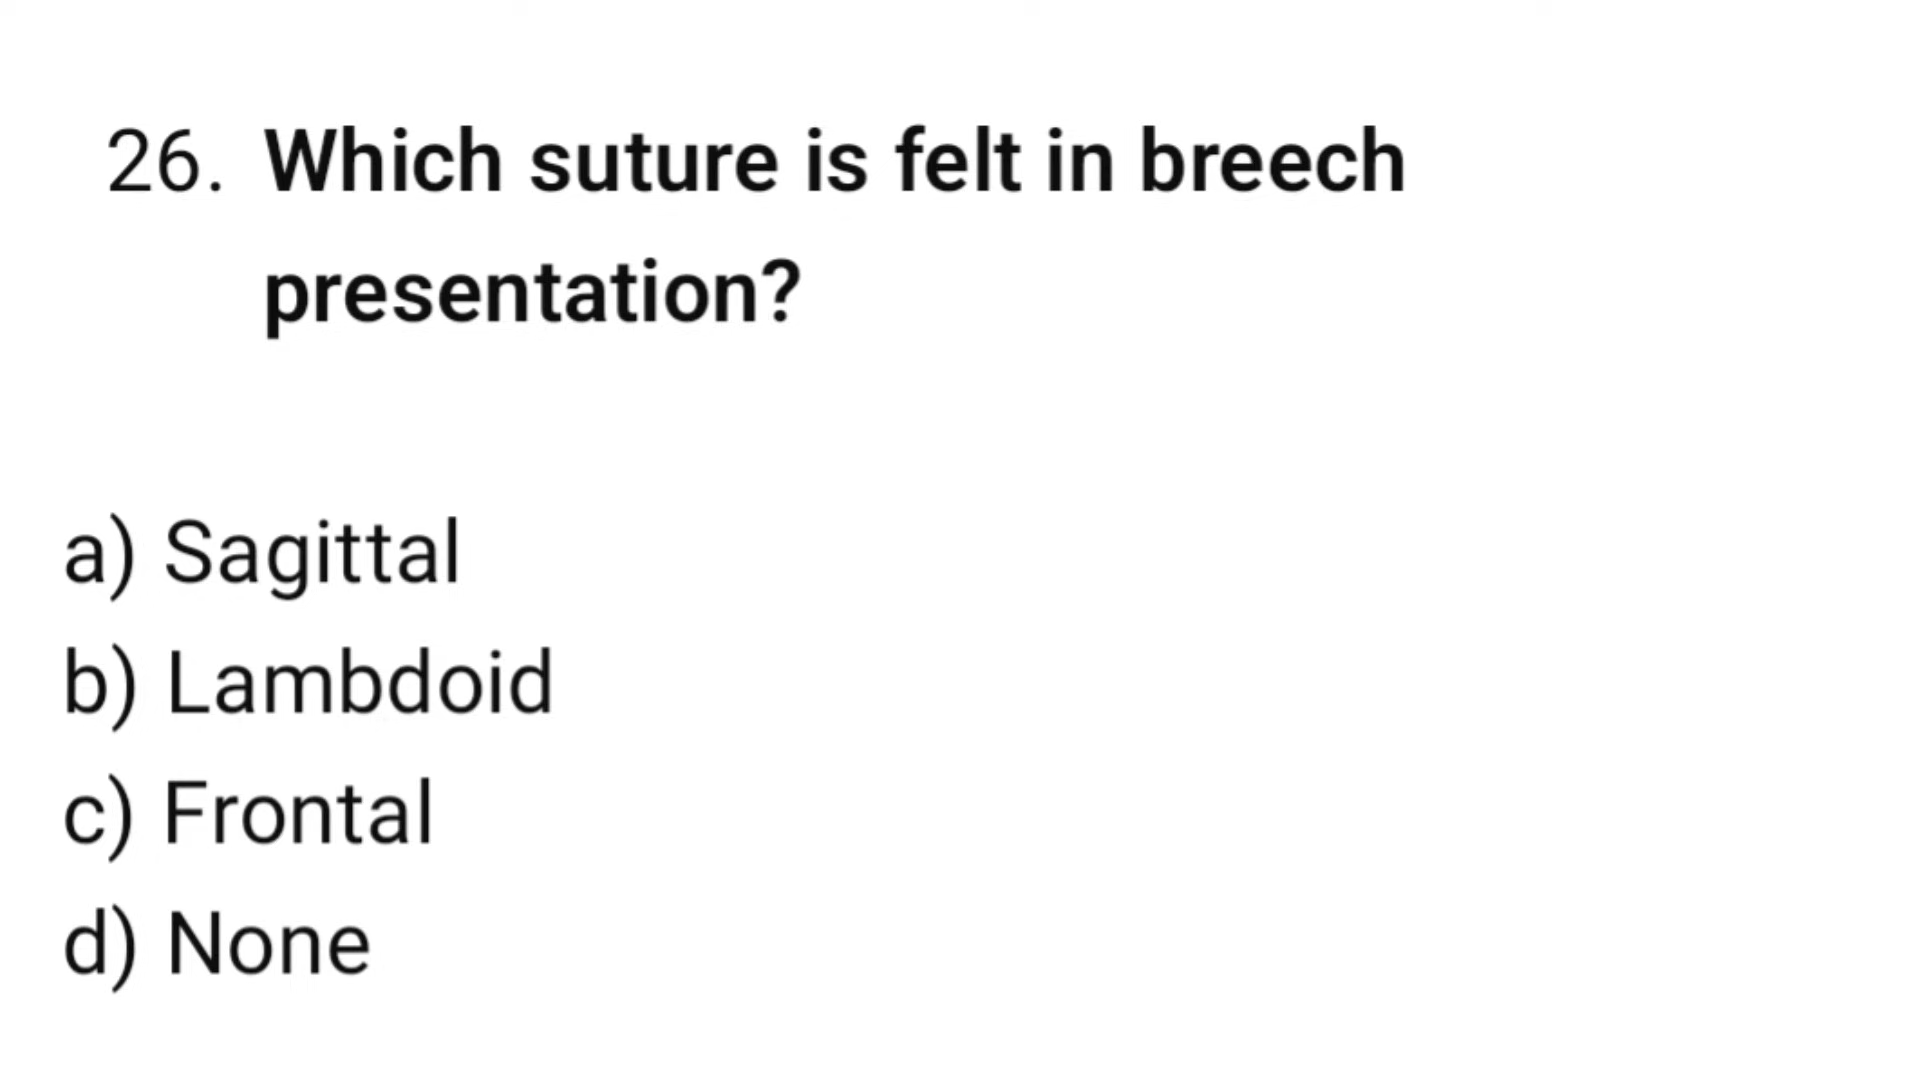 26. Which suture is felt in breech
presentation?
a) Sagittal
b) Lambdoid
c) Frontal
d) None